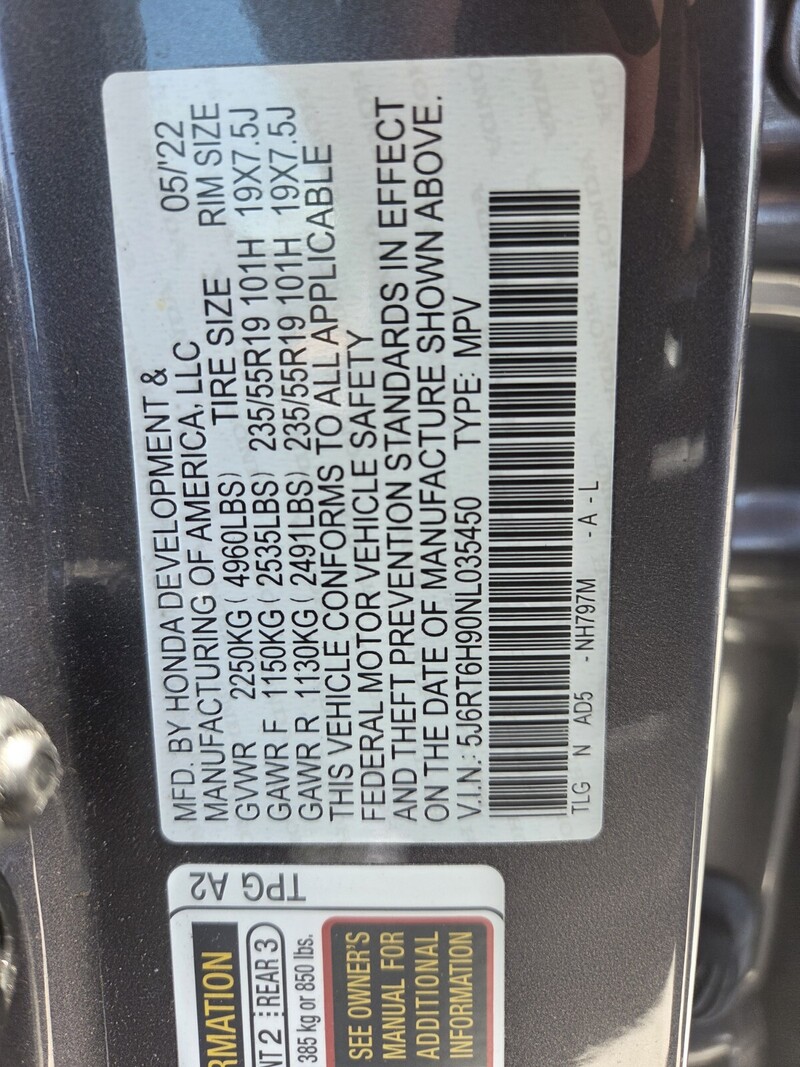 MFD. BY HONDA DEVELOPMENT & 05/'22
MANUFACTURING OF AMERICA, LLC RIM SIZE
GVWR 2250KG ( 4960LBS) TIRE SIZE
GAWR F 1150KG ( 2535LBS) 235/55R19 101H 19X7.5J
GAWR R 1130KG ( 2491LBS) 235/55R19 101H 19X7.5J
THIS VEHICLE CONFORMS TO ALL APPLICABLE
FEDERAL MOTOR VEHICLE SAFETY
AND THEFT PREVENTION STANDARDS IN EFFECT
ON THE DATE OF MANUFACTURE SHOWN ABOVE.
V.I.N.: 5J6RT6H90NL035450 TYPE: MPV
TLG N AD5 - NH797M - A - L
TPG A2
RMATION
NT 2 REAR 3
385 kg or 850 lbs.
SEE OWNER'S
MANUAL FOR
ADDITIONAL
INFORMATION